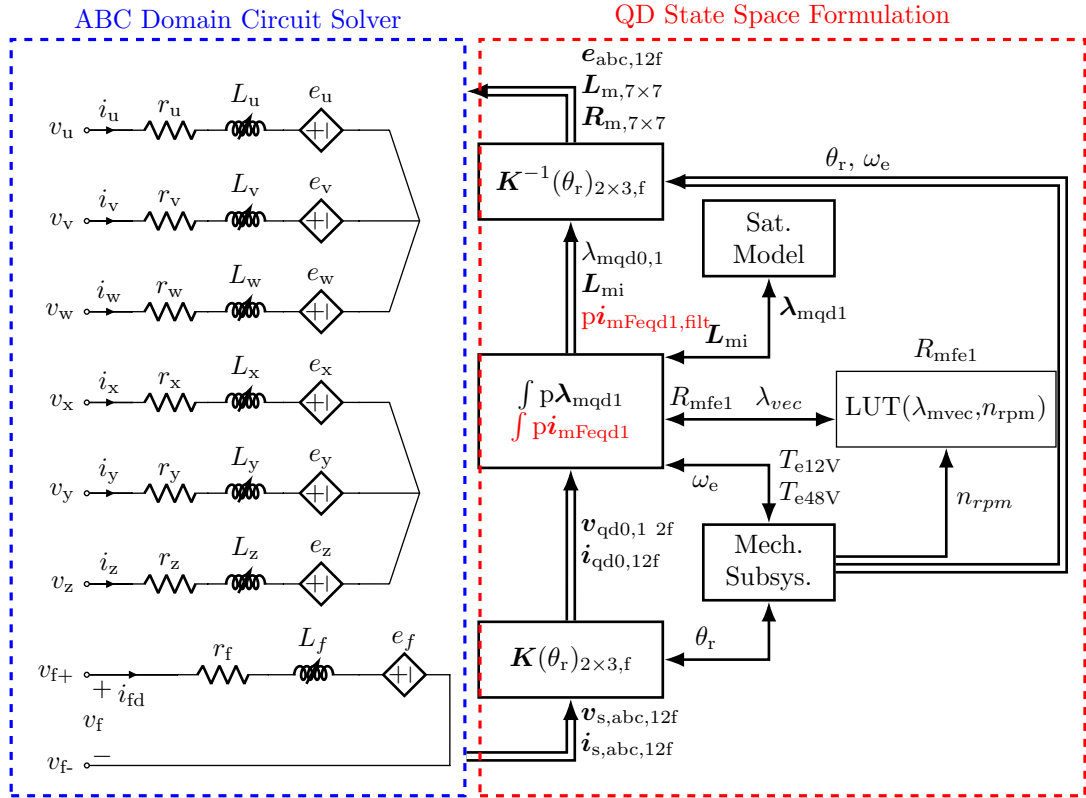 ABC Domain Circuit Solver
v_u i_u r_u L_u e_u
+ −
v_v i_v r_v L_v e_v
+ −
v_w i_w r_w L_w e_w
+ −
v_x i_x r_x L_x e_x
+ −
v_y i_y r_y L_y e_y
+ −
v_z i_z r_z L_z e_z
+ −
v_f+ i_fd r_f L_f e_f
+ −
+
v_f
v_f- −
QD State Space Formulation
e_abc,12f
L_m,7×7
R_m,7×7
K^−1(θ_r)_2×3,f
θ_r, ω_e
λ_mqd0,1
L_mi
pi_mFeqd1,filt
Sat.
Model
L_mi
λ_mqd1
∫ pλ_mqd1
∫ pi_mFeqd1
R_mfe1 λ_vec
R_mfe1
LUT(λ_mvec,n_rpm)
ω_e
T_e12V
T_e48V
n_rpm
v_qd0,1 2f
i_qd0,12f
Mech.
Subsys.
K(θ_r)_2×3,f
θ_r
v_s,abc,12f
i_s,abc,12f